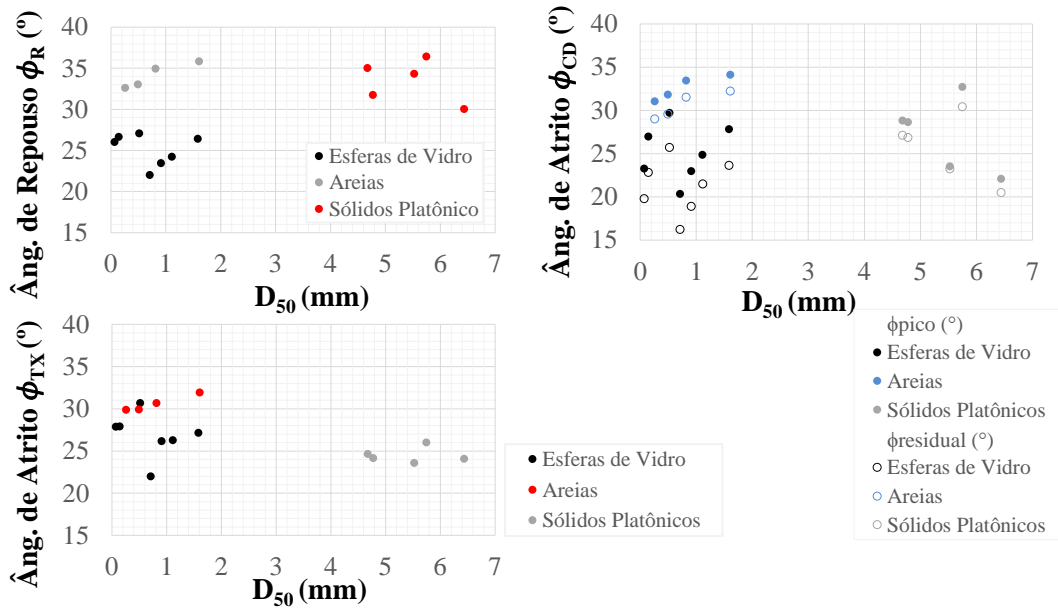 Âng. de Repouso ϕR (º)
40
35
30
25
20
15
0 1 2 3 4 5 6 7
D50 (mm)
Esferas de Vidro
Areias
Sólidos Platônico
Âng. de Atrito ϕCD (º)
40
35
30
25
20
15
0 1 2 3 4 5 6 7
D50 (mm)
ϕpico (°)
Esferas de Vidro
Areias
Sólidos Platônicos
ϕresidual (°)
Esferas de Vidro
Areias
Sólidos Platônicos
Âng. de Atrito ϕTX (º)
40
35
30
25
20
15
0 1 2 3 4 5 6 7
D50 (mm)
Esferas de Vidro
Areias
Sólidos Platônicos